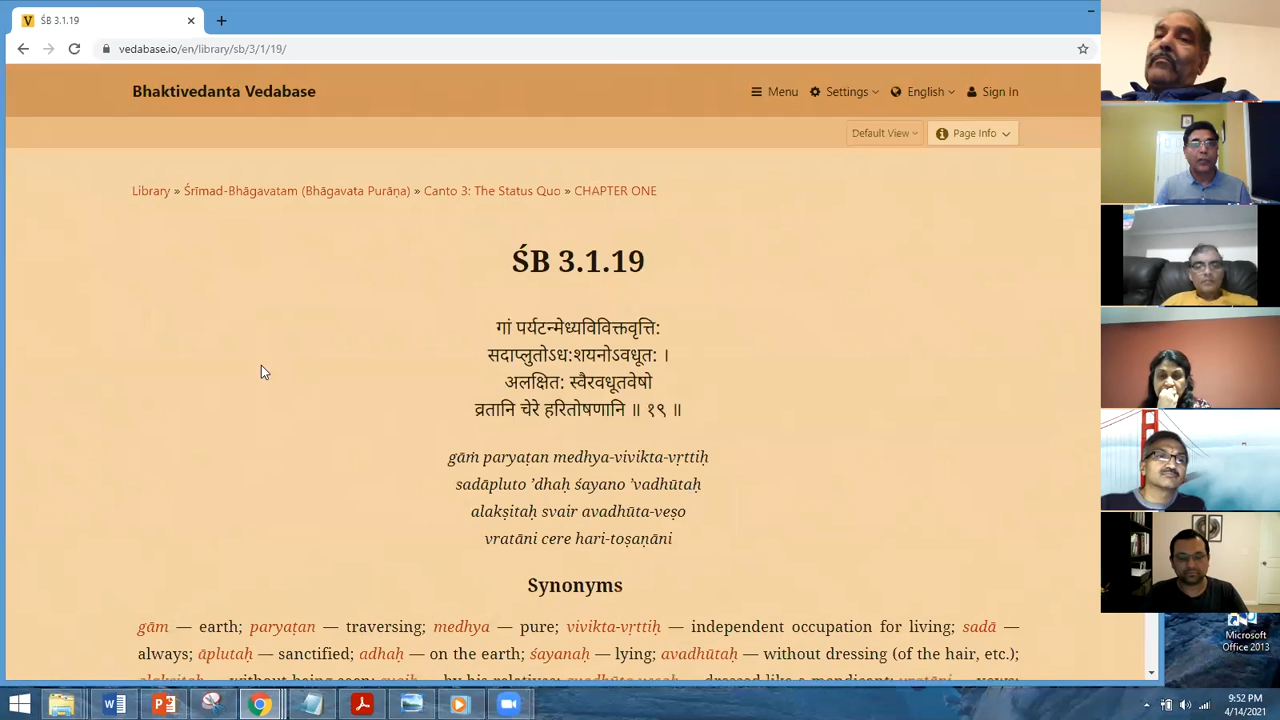 ŚB 3.1.19
vedabase.io/en/library/sb/3/1/19/
Bhaktivedanta Vedabase
Menu Settings English Sign In
Default View Page Info
Library » Śrīmad-Bhāgavatam (Bhāgavata Purāṇa) » Canto 3: The Status Quo » CHAPTER ONE
ŚB 3.1.19
गां पर्यटन्मेध्यविविक्तवृत्ति:
सदाप्लुतोऽध:शयनोऽवधूत: ।
अलक्षित: स्वैरवधूतवेषो
व्रतानि चेरे हरितोषणानि ॥ १९ ॥
gāṁ paryaṭan medhya-vivikta-vṛttiḥ
sadāpluto ’dhaḥ śayano ’vadhūtaḥ
alakṣitaḥ svair avadhūta-veṣo
vratāni cere hari-toṣaṇāni
Synonyms
gām — earth; paryaṭan — traversing; medhya — pure; vivikta-vṛttiḥ — independent occupation for living; sadā —
always; āplutaḥ — sanctified; adhaḥ — on the earth; śayanaḥ — lying; avadhūtaḥ — without dressing (of the hair, etc.);
Microsoft
Office 2013
9:52 PM
4/14/2021